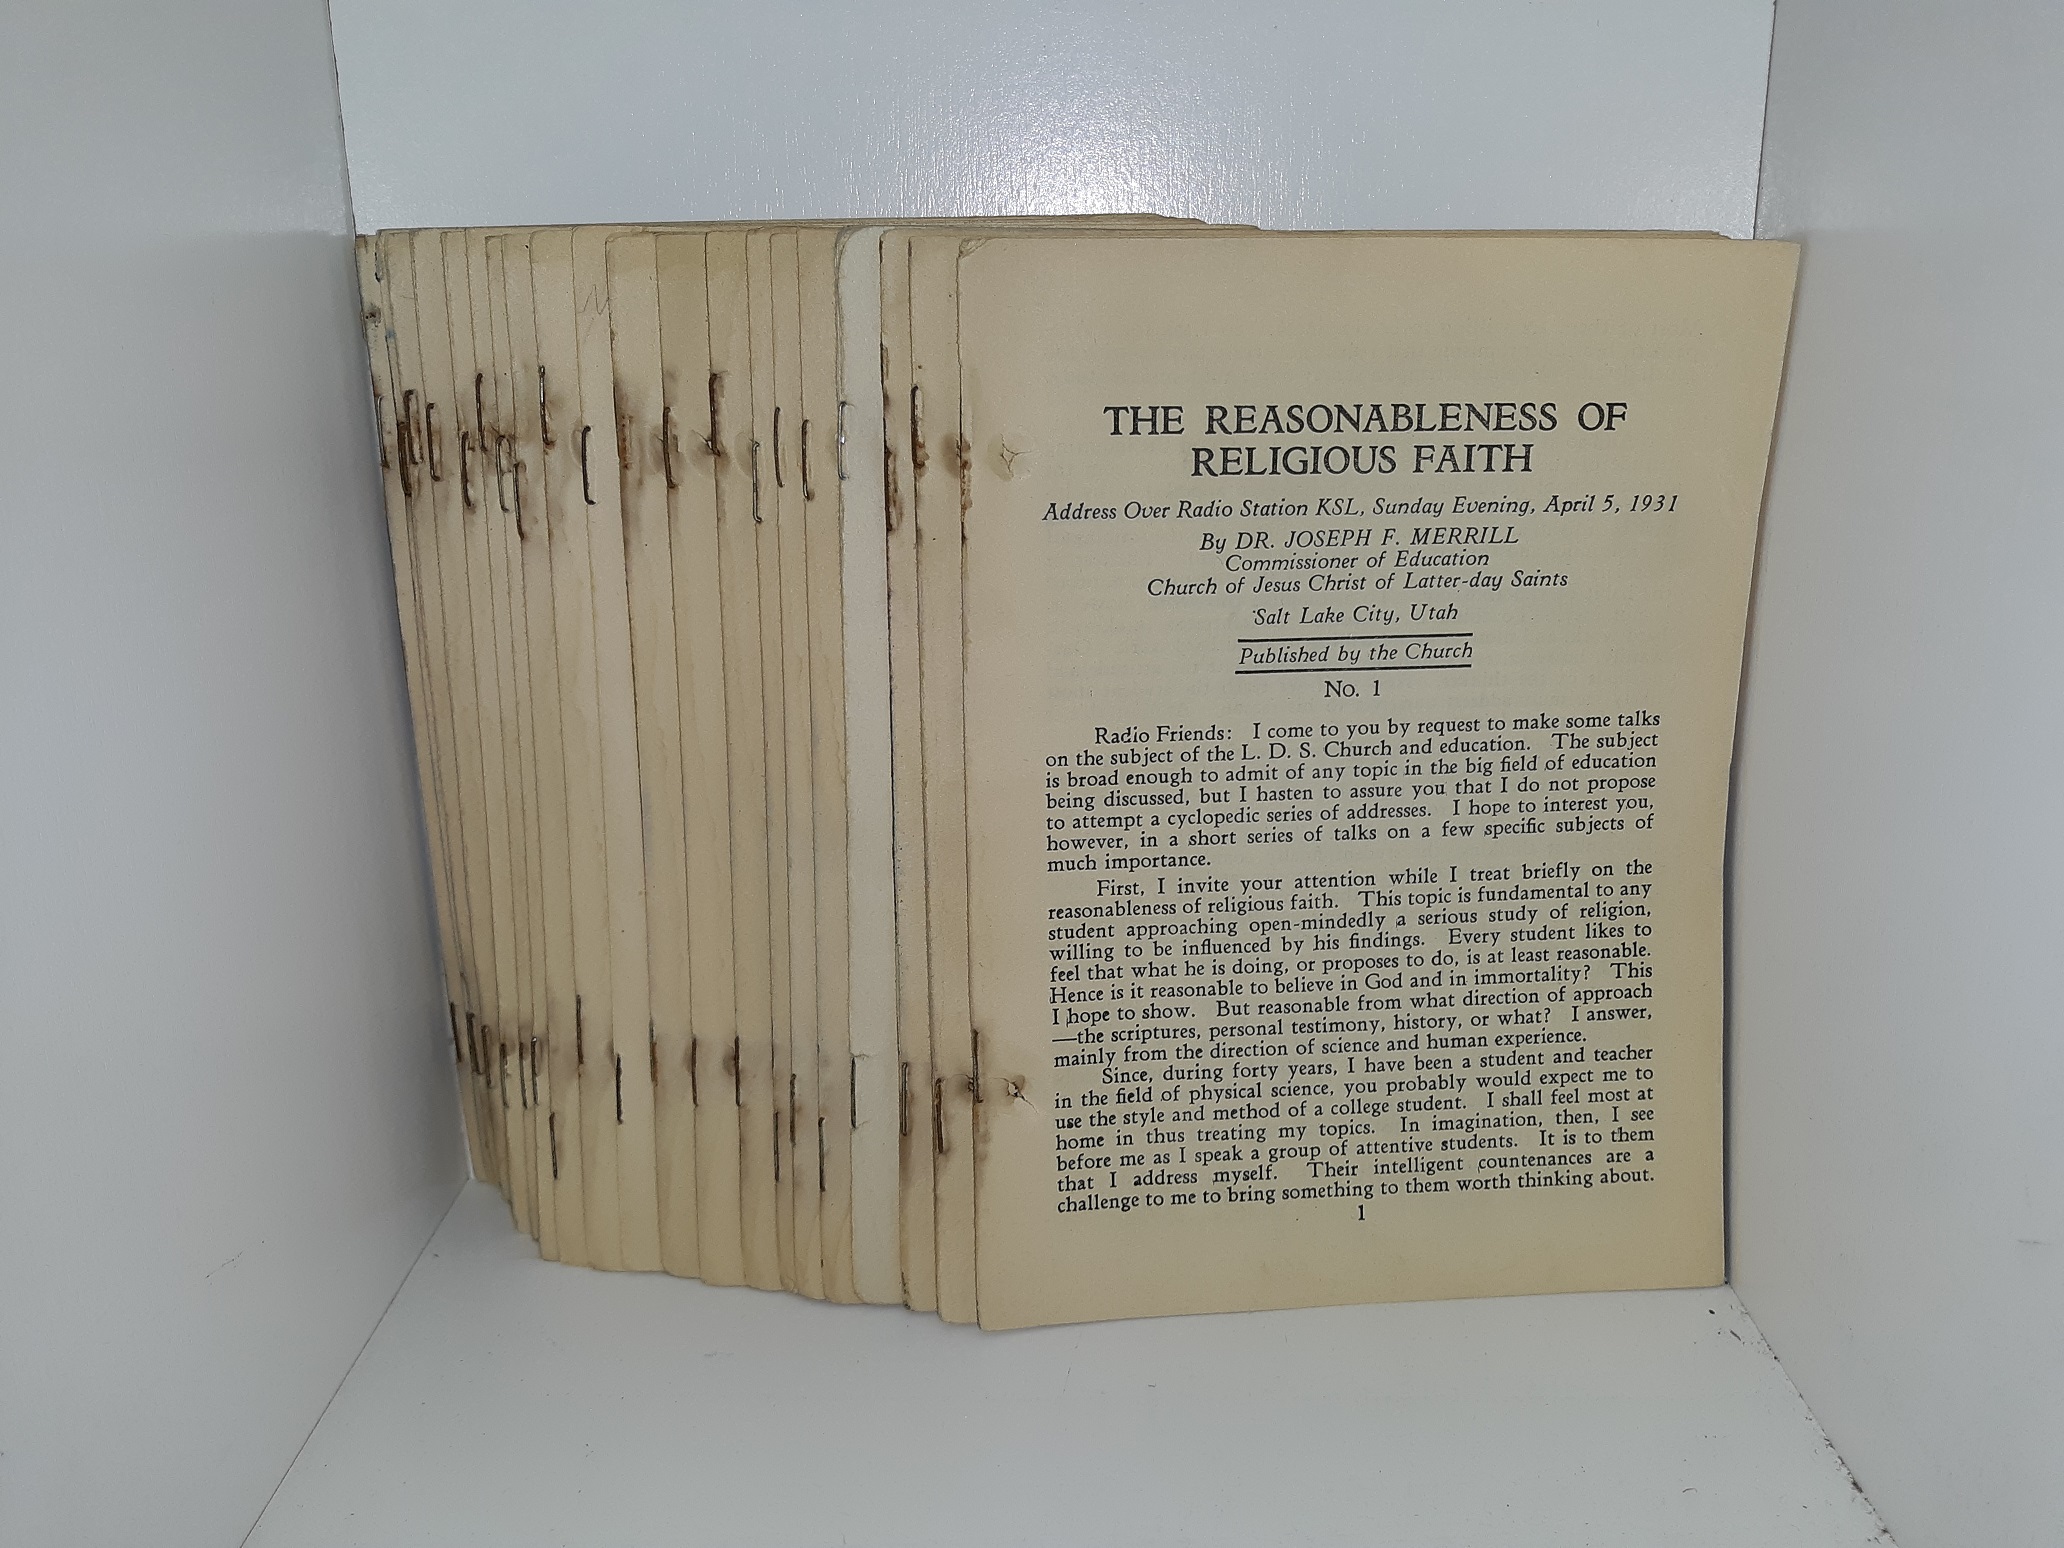 THE REASONABLENESS OF
RELIGIOUS FAITH
Address Over Radio Station KSL, Sunday Evening, April 5, 1931
By DR. JOSEPH F. MERRILL
Commissioner of Education
Church of Jesus Christ of Latter-day Saints
Salt Lake City, Utah
Published by the Church
No. 1
Radio Friends: I come to you by request to make some talks
on the subject of the L. D. S. Church and education. The subject
is broad enough to admit of any topic in the big field of education
being discussed, but I hasten to assure you that I do not propose
to attempt a cyclopedic series of addresses. I hope to interest you,
however, in a short series of talks on a few specific subjects of
much importance.
First, I invite your attention while I treat briefly on the
reasonableness of religious faith. This topic is fundamental to any
student approaching open-mindedly a serious study of religion,
willing to be influenced by his findings. Every student likes to
feel that what he is doing, or proposes to do, is at least reasonable.
Hence is it reasonable to believe in God and in immortality? This
I hope to show. But reasonable from what direction of approach
—the scriptures, personal testimony, history, or what? I answer,
mainly from the direction of science and human experience.
Since, during forty years, I have been a student and teacher
in the field of physical science, you probably would expect me to
use the style and method of a college student. I shall feel most at
home in thus treating my topics. In imagination, then, I see
before me as I speak a group of attentive students. It is to them
that I address myself. Their intelligent countenances are a
challenge to me to bring something to them worth thinking about.
1